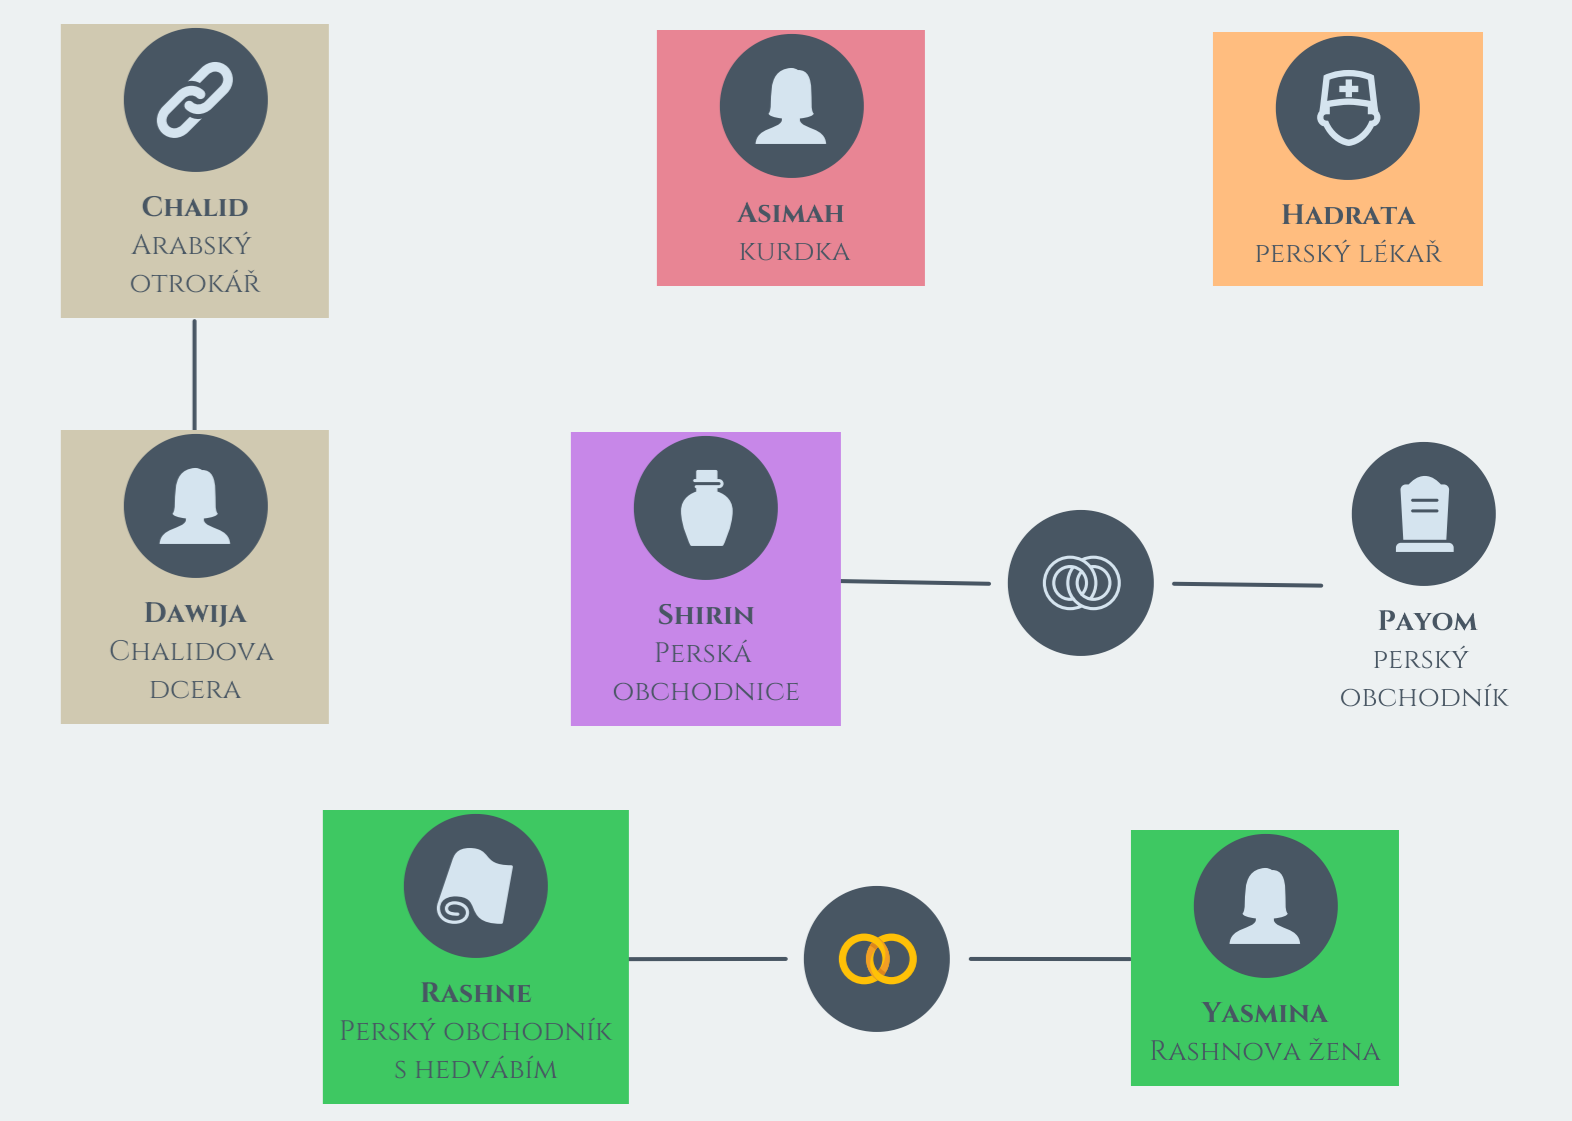 Chalid
Arabský
otrokář
Asimah
kurdka
Hadrata
perský lékař
Dawija
Chalidova
dcera
Shirin
Perská
obchodnice
Payom
perský
obchodník
Rashne
Perský obchodník
s hedvábím
Yasmina
Rashnova žena